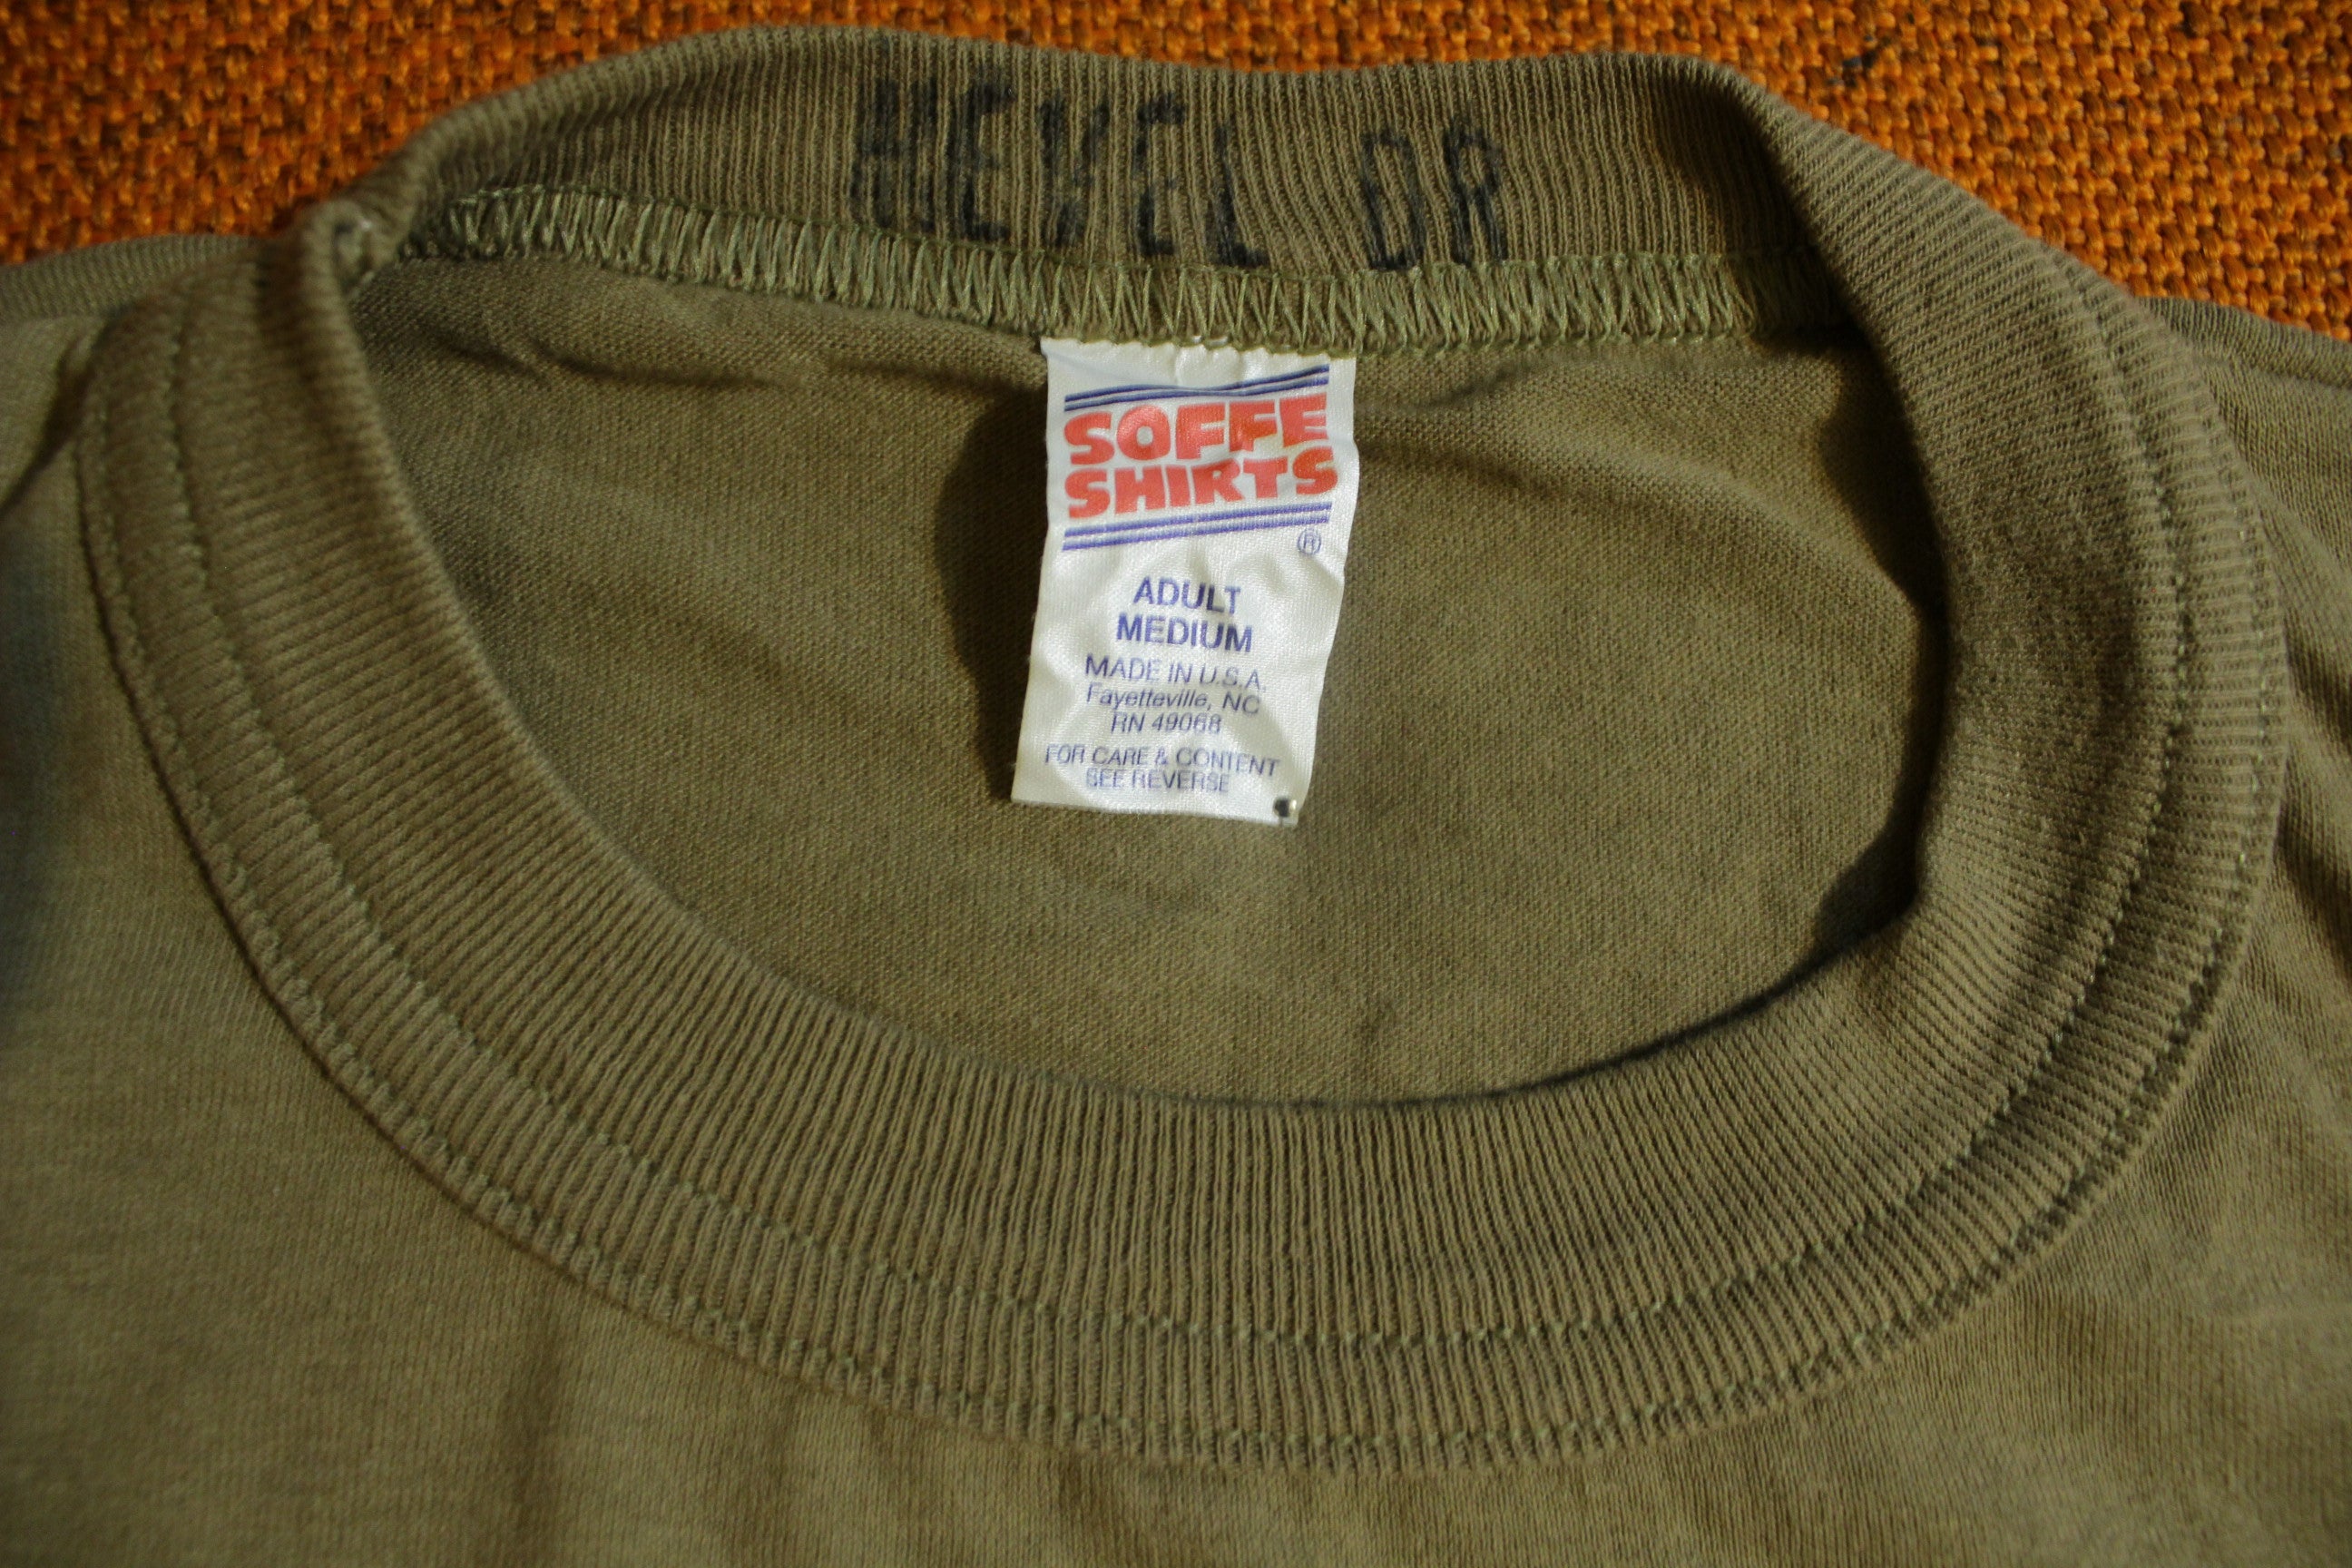 HEVEL DR
SOFFE
SHIRTS
®
ADULT
MEDIUM
MADE IN U.S.A.
Fayetteville, NC
RN 49068
FOR CARE & CONTENT
SEE REVERSE